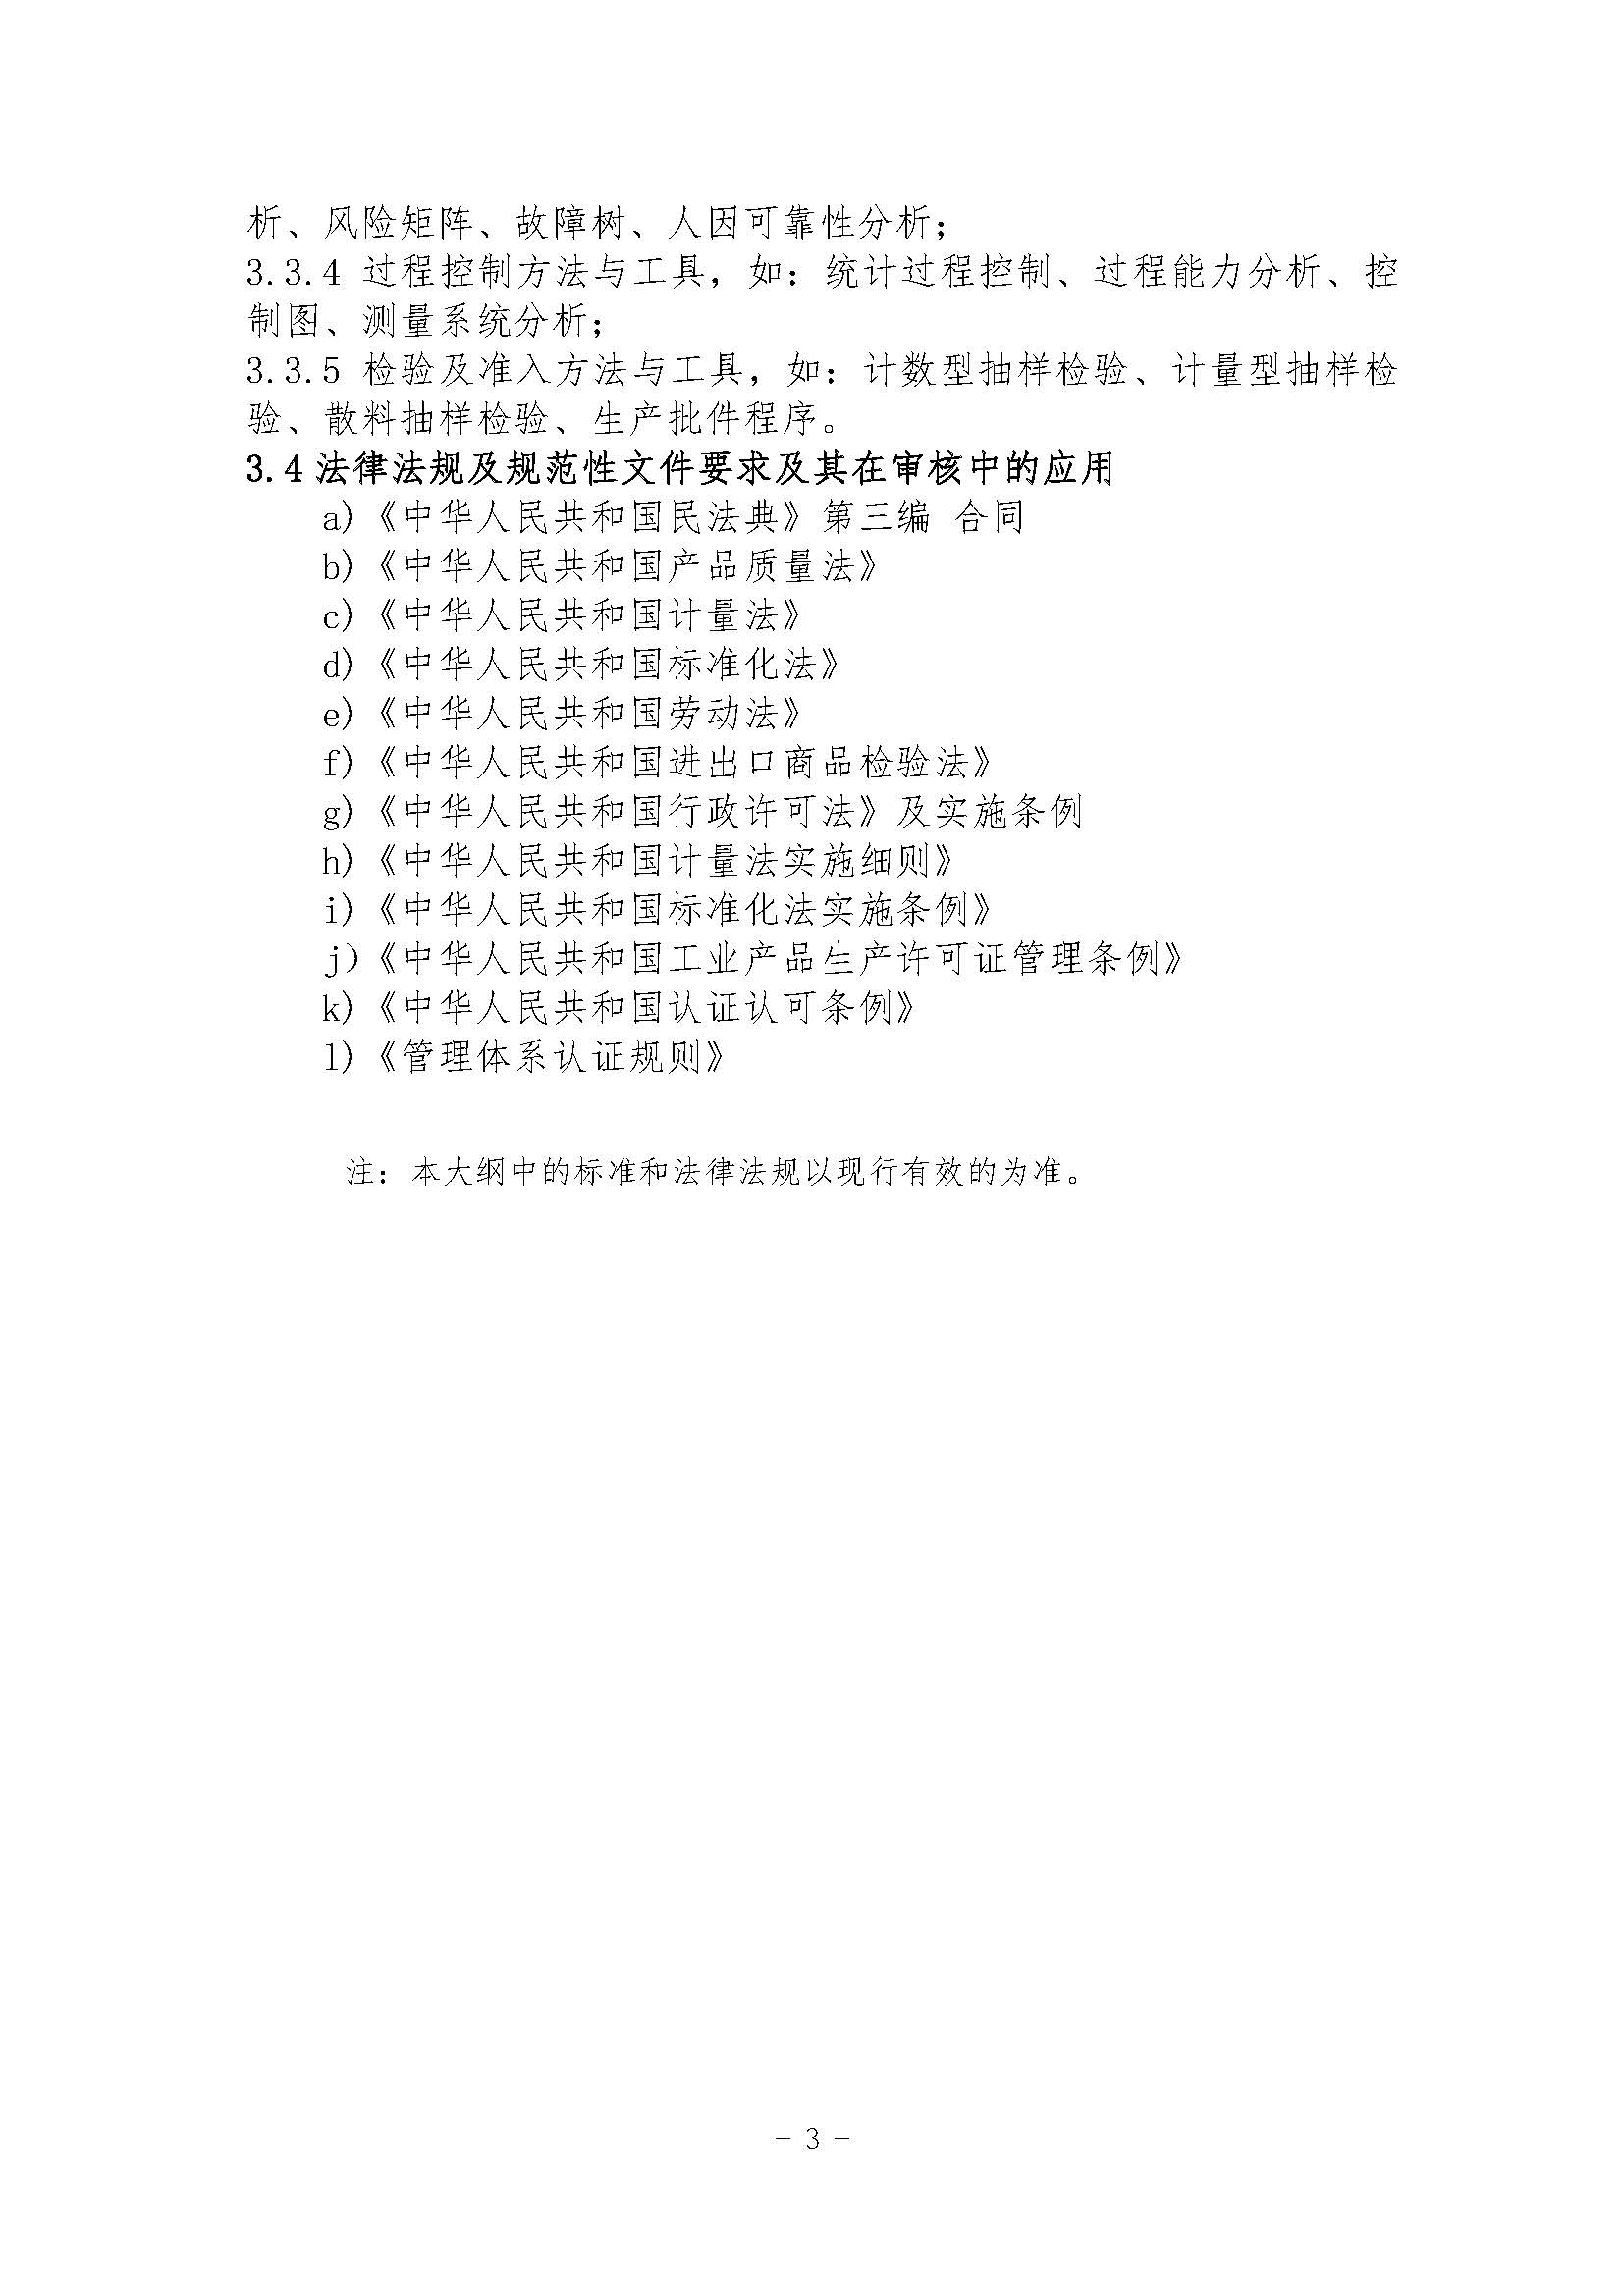 析、风险矩阵、故障树、人因可靠性分析；
3.3.4 过程控制方法与工具，如：统计过程控制、过程能力分析、控
制图、测量系统分析；
3.3.5 检验及准入方法与工具，如：计数型抽样检验、计量型抽样检
验、散料抽样检验、生产批件程序。
3.4法律法规及规范性文件要求及其在审核中的应用
a)《中华人民共和国民法典》第三编 合同
b)《中华人民共和国产品质量法》
c)《中华人民共和国计量法》
d)《中华人民共和国标准化法》
e)《中华人民共和国劳动法》
f)《中华人民共和国进出口商品检验法》
g)《中华人民共和国行政许可法》及实施条例
h)《中华人民共和国计量法实施细则》
i)《中华人民共和国标准化法实施条例》
j)《中华人民共和国工业产品生产许可证管理条例》
k)《中华人民共和国认证认可条例》
l)《管理体系认证规则》
注：本大纲中的标准和法律法规以现行有效的为准。
- 3 -